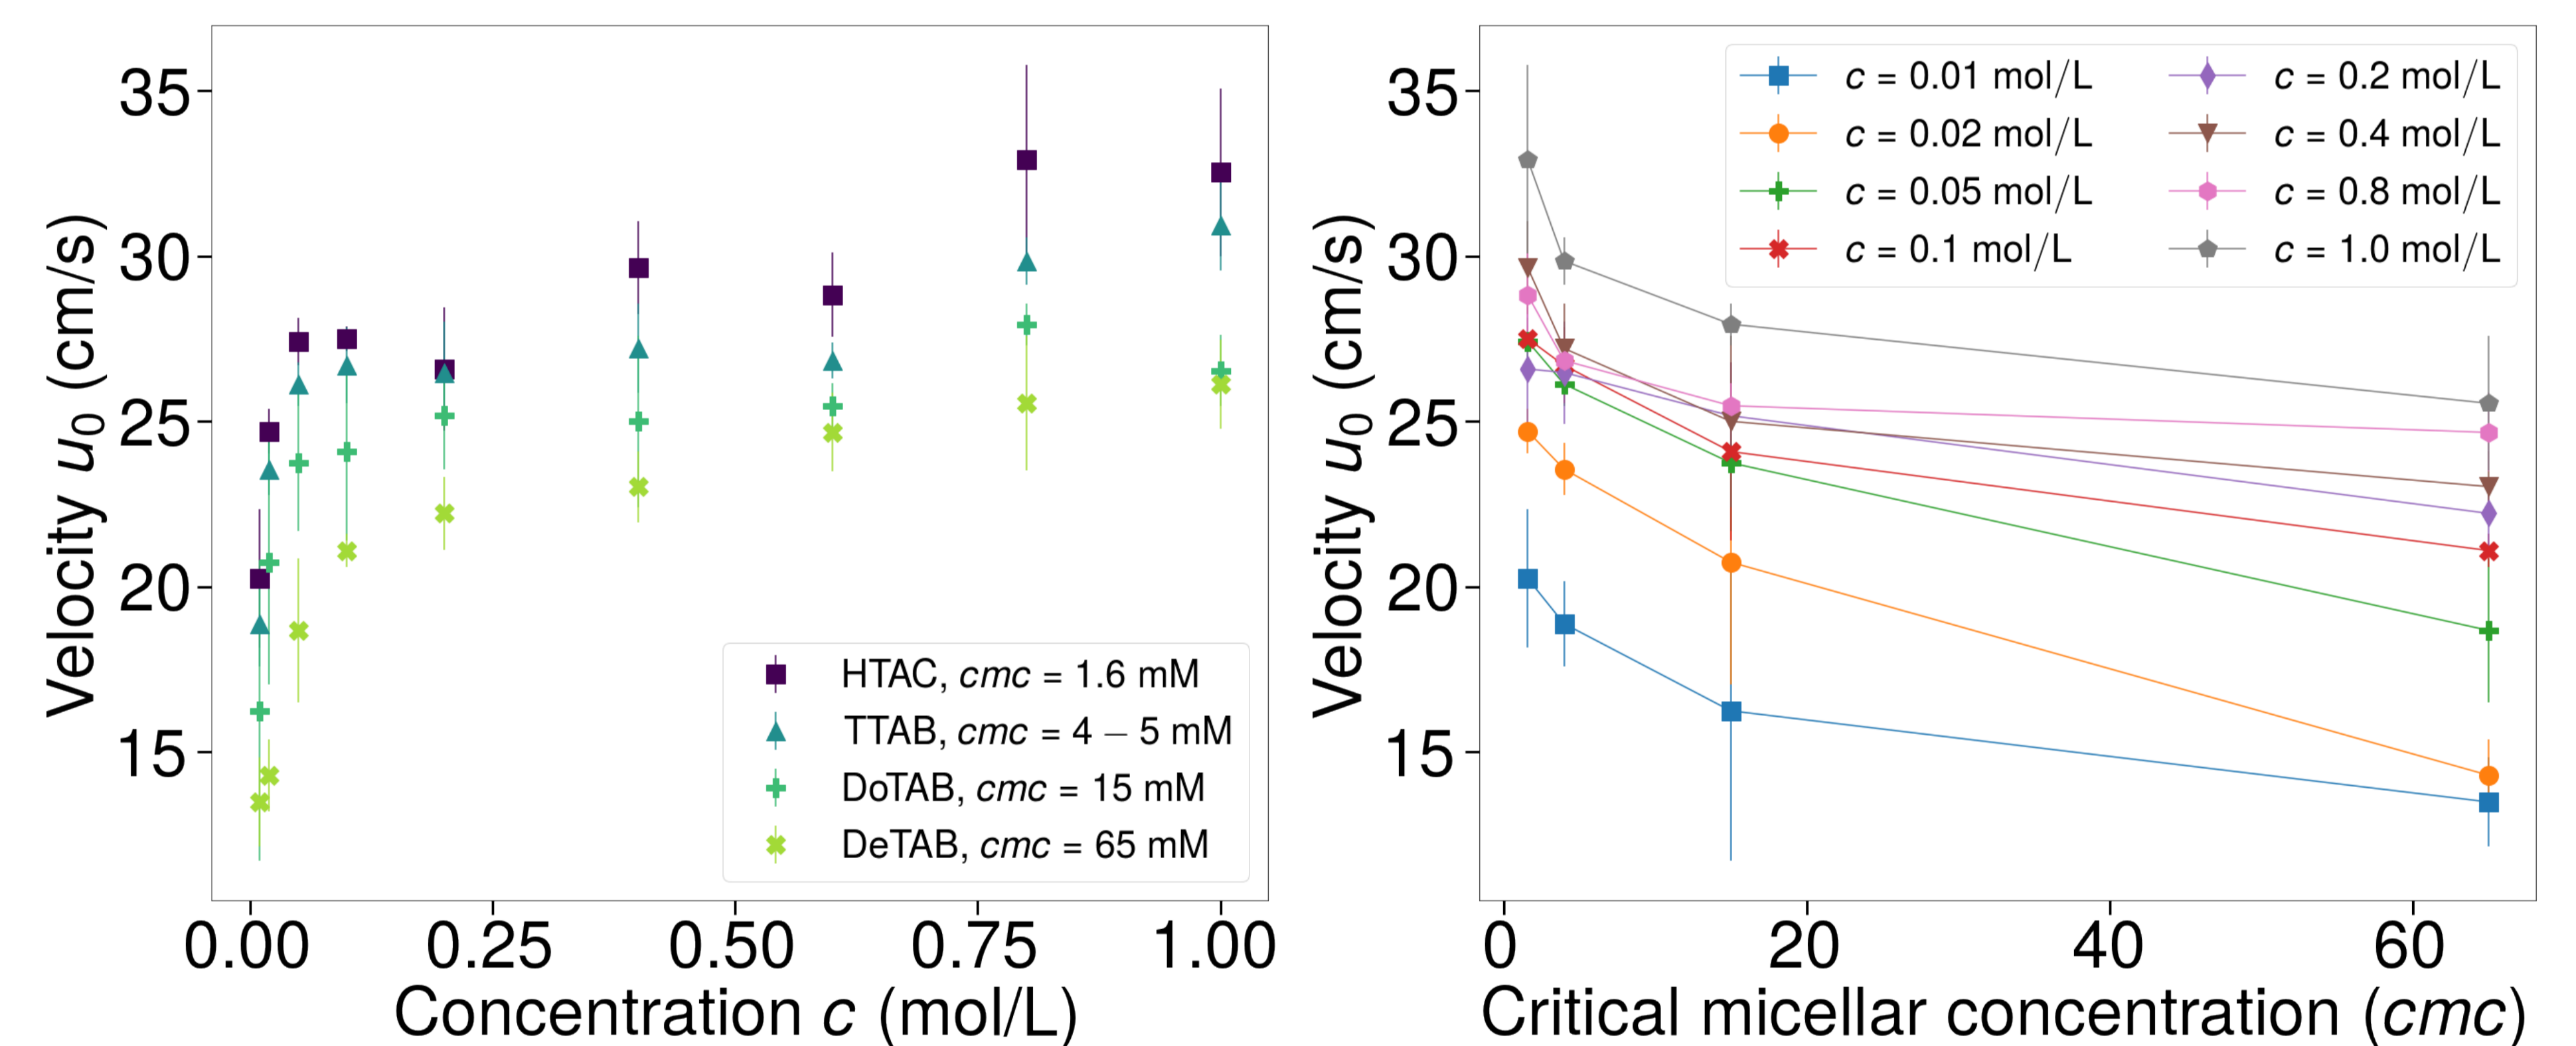 Velocity u₀ (cm/s)
35
30
25
20
15
HTAC, cmc = 1.6 mM
TTAB, cmc = 4 – 5 mM
DoTAB, cmc = 15 mM
DeTAB, cmc = 65 mM
0.00 0.25 0.50 0.75 1.00
Concentration c (mol/L)
Velocity u₀ (cm/s)
35
30
25
20
15
c = 0.01 mol/L
c = 0.02 mol/L
c = 0.05 mol/L
c = 0.1 mol/L
c = 0.2 mol/L
c = 0.4 mol/L
c = 0.8 mol/L
c = 1.0 mol/L
0 20 40 60
Critical micellar concentration (cmc)